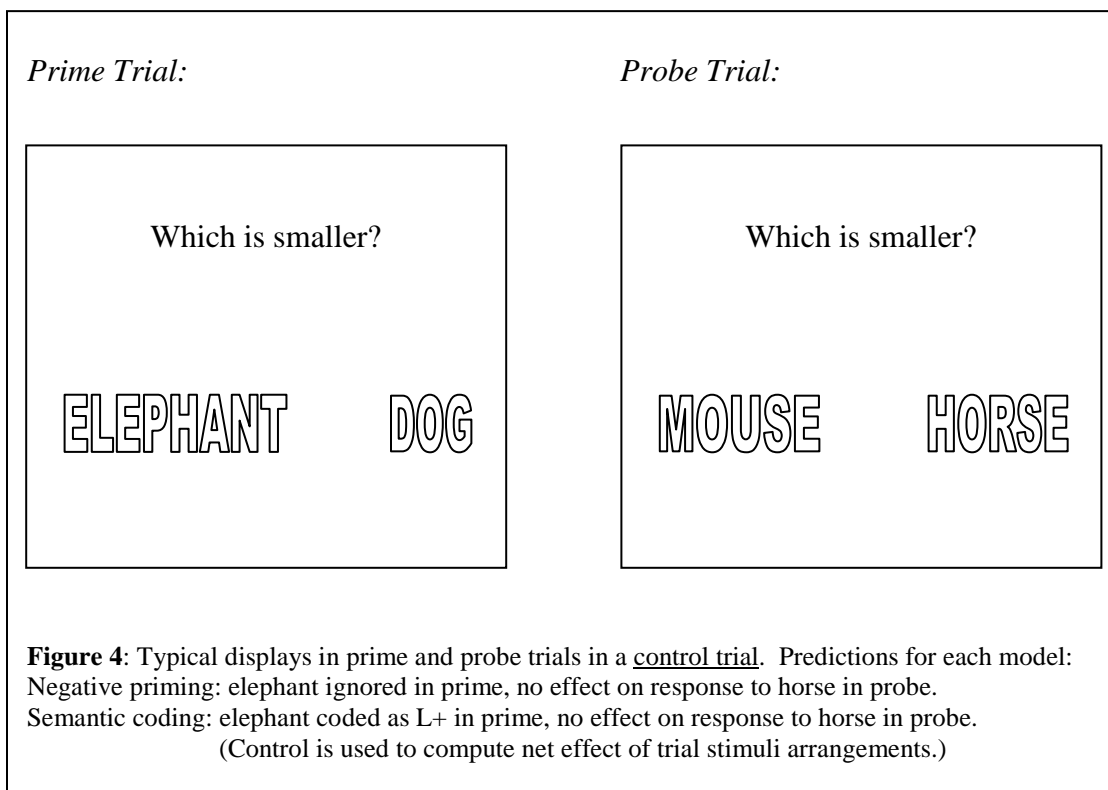 Prime Trial:
Probe Trial:
Which is smaller?
Which is smaller?
ELEPHANT DOG
MOUSE HORSE
Figure 4: Typical displays in prime and probe trials in a control trial. Predictions for each model:
Negative priming: elephant ignored in prime, no effect on response to horse in probe.
Semantic coding: elephant coded as L+ in prime, no effect on response to horse in probe.
(Control is used to compute net effect of trial stimuli arrangements.)